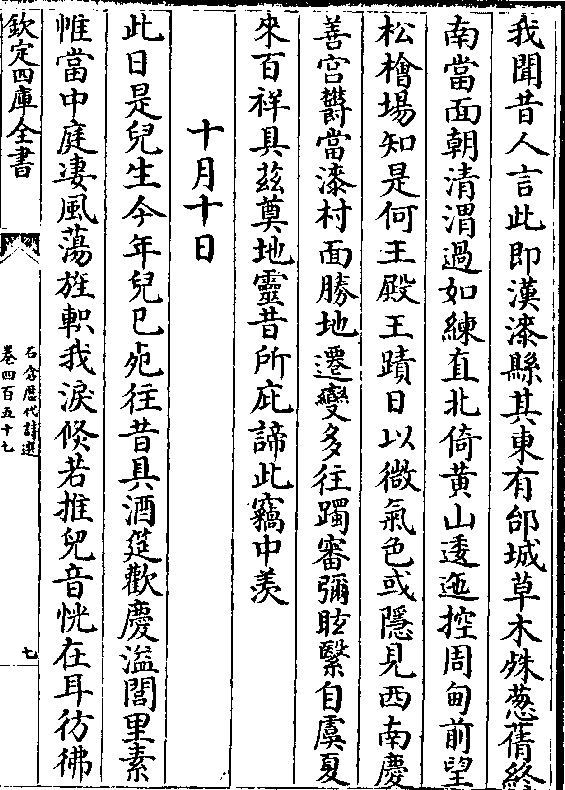 我聞昔人言此即漢漆縣其東有邰城草木殊葱蒨終
南當面朝清渭過如練直北倚黄山逶迤控周甸前望
松檜場知是何王殿王蹟日以微氣色或隱見西南慶
善宫鬱當漆村面勝地遷變多往躅審彌眩繄自虞夏
來百祥具兹奠地靈昔所庇諦此竊中羡
十月十日
此日是兒生今年兒已死往昔具酒筵歡慶溢閭里素
帷當中庭凄風蕩旌軹我淚倐若推兒音恍在耳彷彿
欽定四庫全書
石倉歷代詩選
卷四百五十七
七